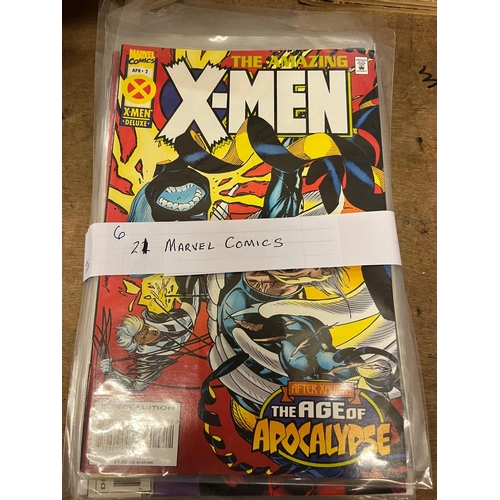 MARVEL
COMICS
APR • 2
X-MEN
DELUXE
THE AMAZING
X-MEN
6
21 MARVEL COMICS
AFTER XAVIER:
THE AGE OF
APOCALYPSE
EDITION